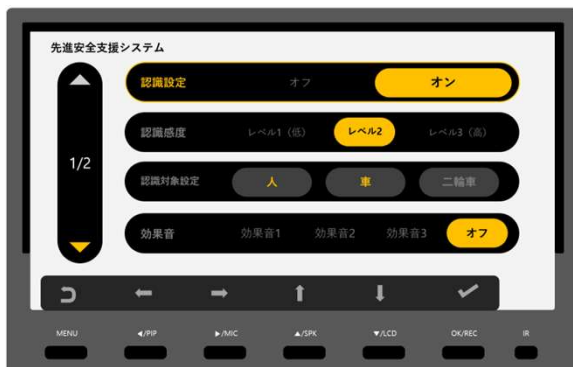 先進安全支援システム
認識設定 オフ オン
認識感度 レベル1（低） レベル2 レベル3（高）
1/2
認識対象設定 人 車 二輪車
効果音 効果音1 効果音2 効果音3 オフ
MENU ◀/PIP ▶/MIC ▲/SPK ▼/LCD OK/REC IR